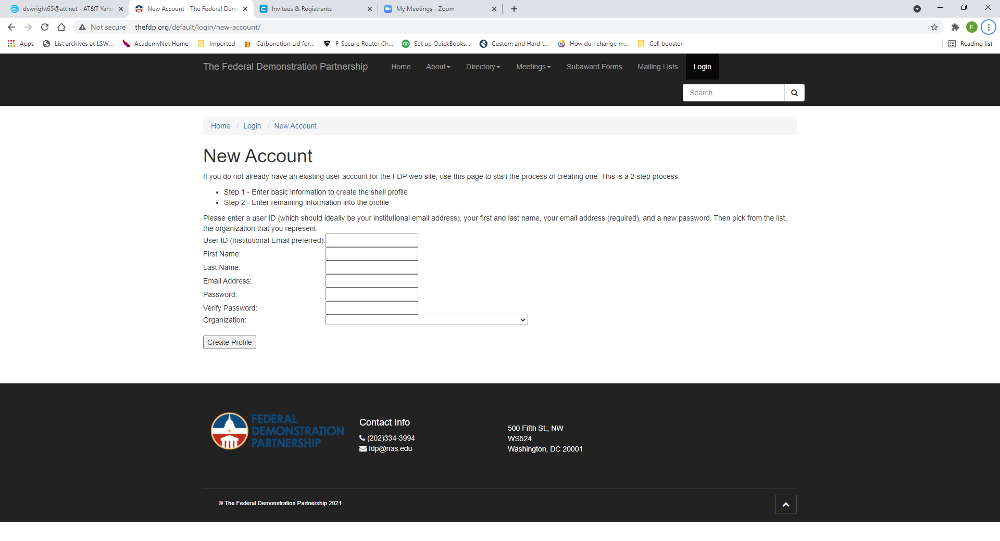 dcwright65@att.net - AT&T Yaho
New Account - The Federal Dem
Invitees & Registrants
My Meetings - Zoom
Not secure
thefdp.org/default/login/new-account/
F
Apps
List archives at LSW...
AcademyNet Home
Imported
Carbonation Lid for...
F-Secure Router Ch...
Set up QuickBooks...
Custom and Hard t...
How do I change m...
Cell booster
Reading list
The Federal Demonstration Partnership
Home
About
Directory
Meetings
Subaward Forms
Mailing Lists
Login
Search
Home / Login / New Account
New Account
If you do not already have an existing user account for the FDP web site, use this page to start the process of creating one. This is a 2 step process.
• Step 1 - Enter basic information to create the shell profile
• Step 2 - Enter remaining information into the profile
Please enter a user ID (which should ideally be your institutional email address), your first and last name, your email address (required), and a new password. Then pick from the list,
the organization that you represent.
User ID (Institutional Email preferred):
First Name:
Last Name:
Email Address:
Password:
Verify Password:
Organization:
Create Profile
FEDERAL
DEMONSTRATION
PARTNERSHIP
Contact Info
(202)334-3994
fdp@nas.edu
500 Fifth St., NW
WS524
Washington, DC 20001
© The Federal Demonstration Partnership 2021